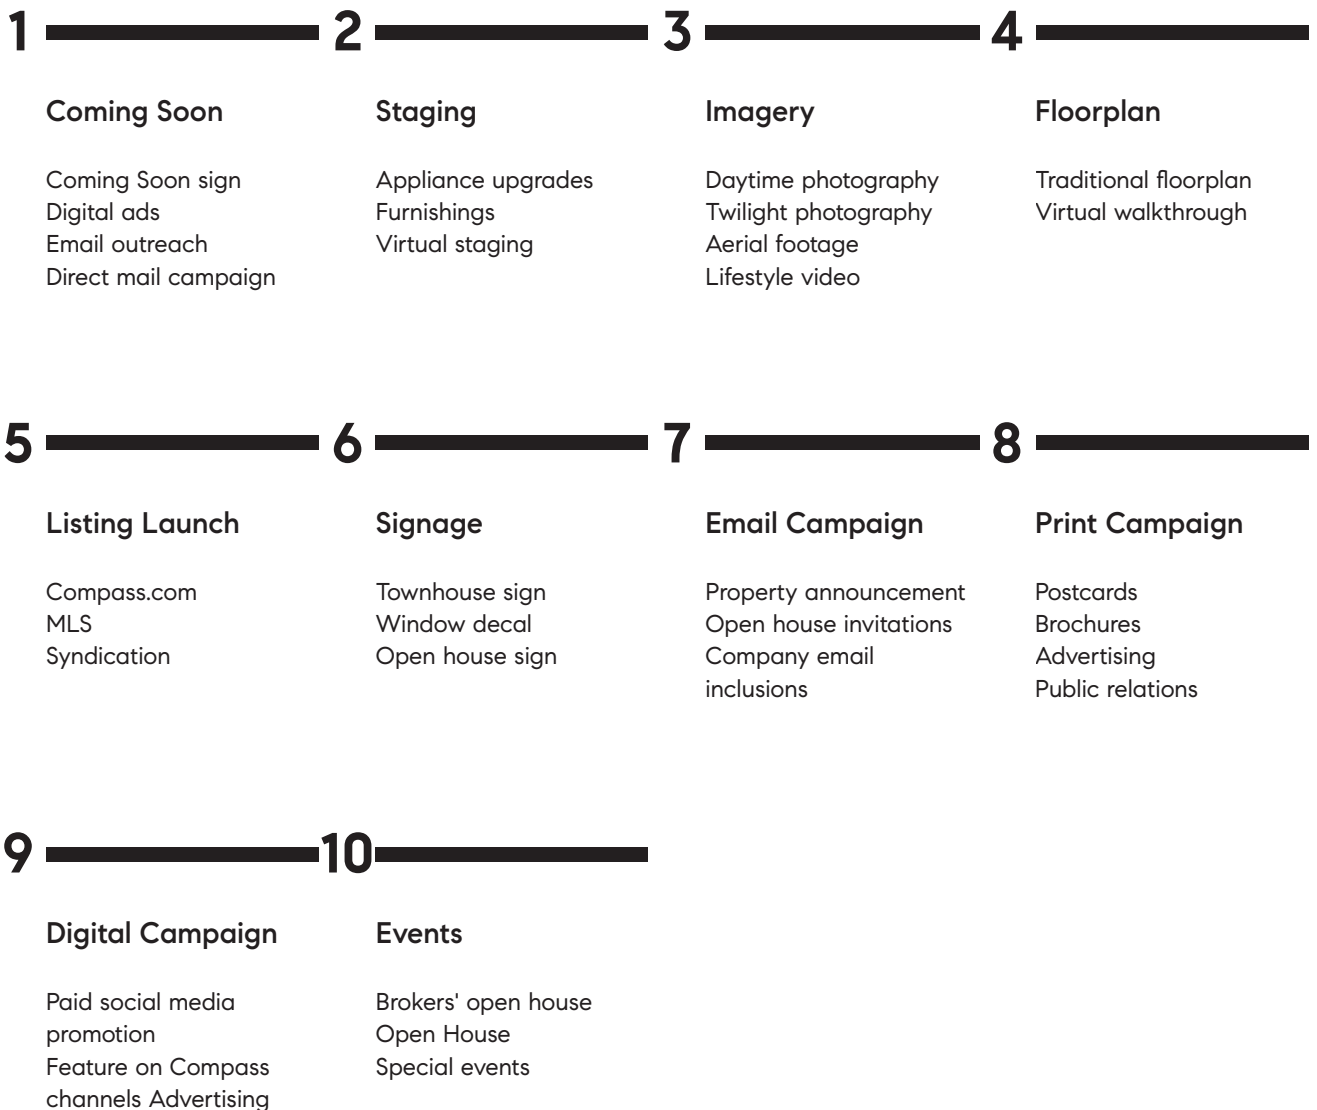 1
Coming Soon
Coming Soon sign
Digital ads
Email outreach
Direct mail campaign
2
Staging
Appliance upgrades
Furnishings
Virtual staging
3
Imagery
Daytime photography
Twilight photography
Aerial footage
Lifestyle video
4
Floorplan
Traditional floorplan
Virtual walkthrough
5
Listing Launch
Compass.com
MLS
Syndication
6
Signage
Townhouse sign
Window decal
Open house sign
7
Email Campaign
Property announcement
Open house invitations
Company email
inclusions
8
Print Campaign
Postcards
Brochures
Advertising
Public relations
9
Digital Campaign
Paid social media
promotion
Feature on Compass
channels Advertising
10
Events
Brokers' open house
Open House
Special events